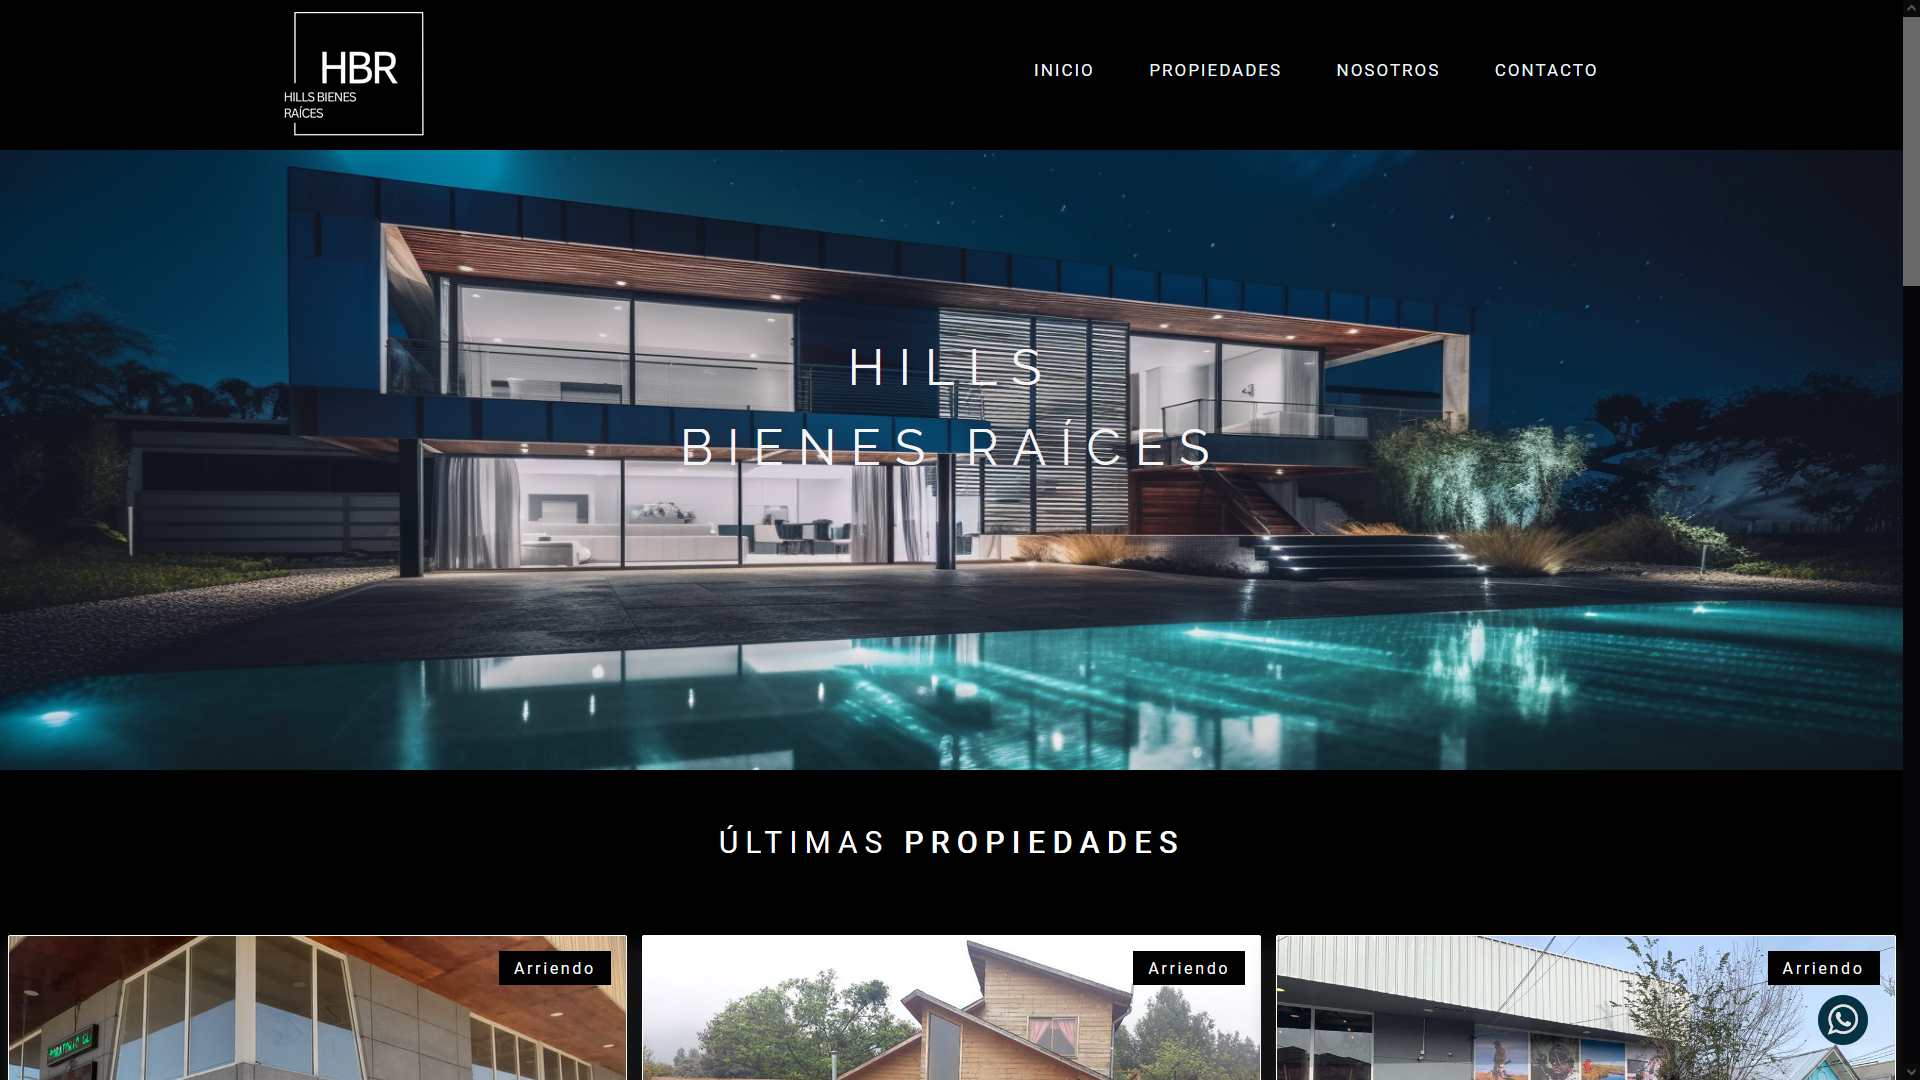 HBR
HILLS BIENES
RAÍCES
INICIO
PROPIEDADES
NOSOTROS
CONTACTO
HILLS
BIENES RAÍCES
ÚLTIMAS PROPIEDADES
Arriendo
Arriendo
Arriendo